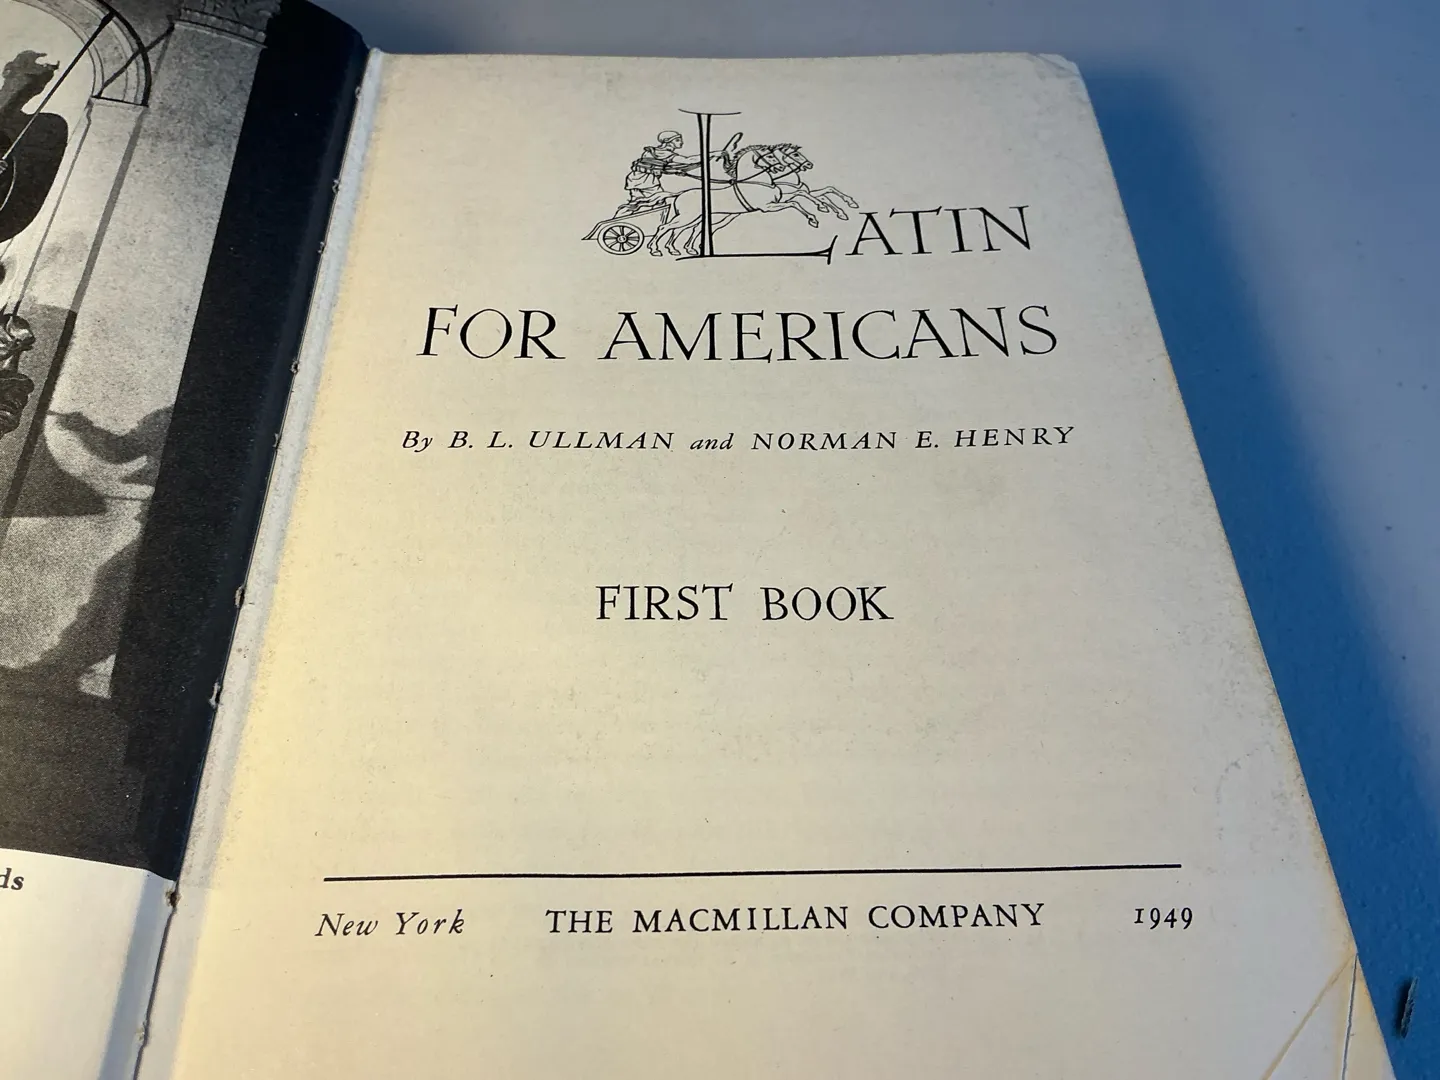 LATIN
FOR AMERICANS
By B. L. ULLMAN and NORMAN E. HENRY
FIRST BOOK
New York THE MACMILLAN COMPANY 1949